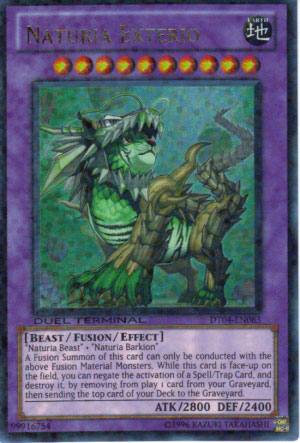 NATURIA EXTERIO
EARTH
地
DUEL TERMINAL DT04-EN085
[BEAST / FUSION / EFFECT]
"Naturia Beast" + "Naturia Barkion"
A Fusion Summon of this card can only be conducted with the
above Fusion Material Monsters. While this card is face-up on
the field, you can negate the activation of a Spell/Trap Card, and
destroy it, by removing from play 1 card from your Graveyard,
then sending the top card of your Deck to the Graveyard.
ATK/2800 DEF/2400
99916754 ©1996 KAZUKI TAKAHASHI